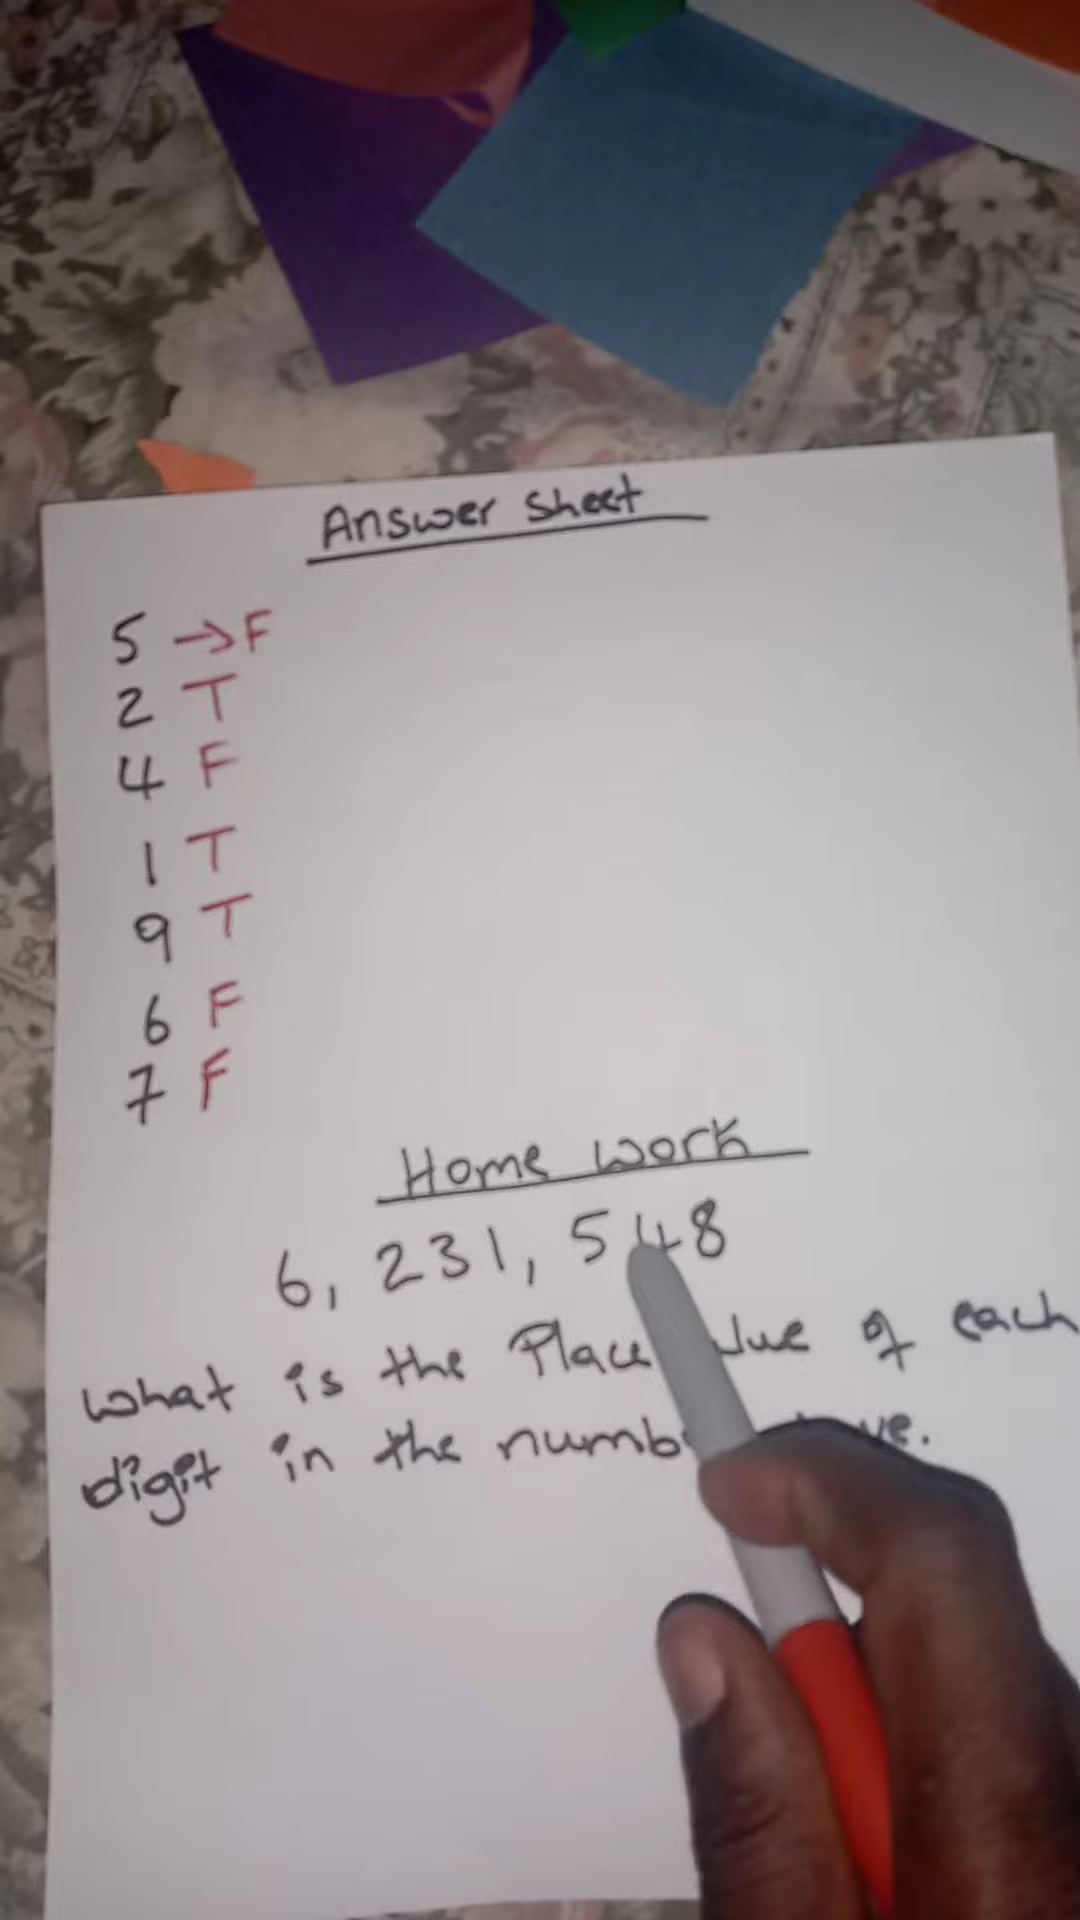 Answer Sheet
5 → F
2 T
4 F
1 T
9 T
6 F
7 F
Home work
6, 231, 548
what is the Place of each
digit in the